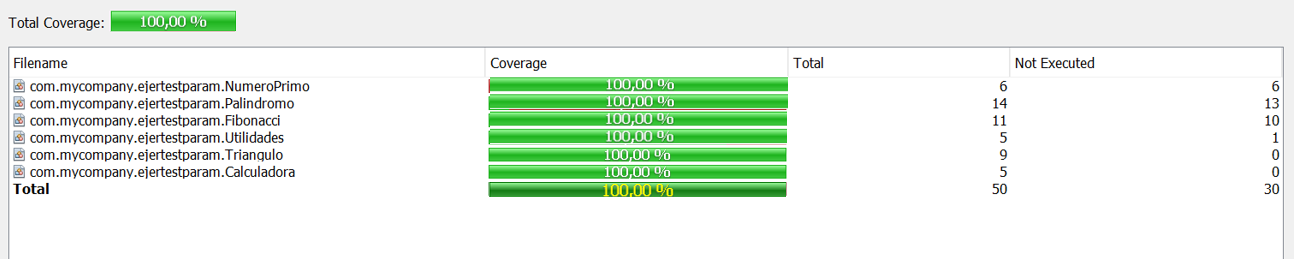 Total Coverage: 100,00 %
Filename Coverage Total Not Executed
com.mycompany.ejertestparam.NumeroPrimo 100,00 % 6 6
com.mycompany.ejertestparam.Palindromo 100,00 % 14 13
com.mycompany.ejertestparam.Fibonacci 100,00 % 11 10
com.mycompany.ejertestparam.Utilidades 100,00 % 5 1
com.mycompany.ejertestparam.Triangulo 100,00 % 9 0
com.mycompany.ejertestparam.Calculadora 100,00 % 5 0
Total 100,00 % 50 30